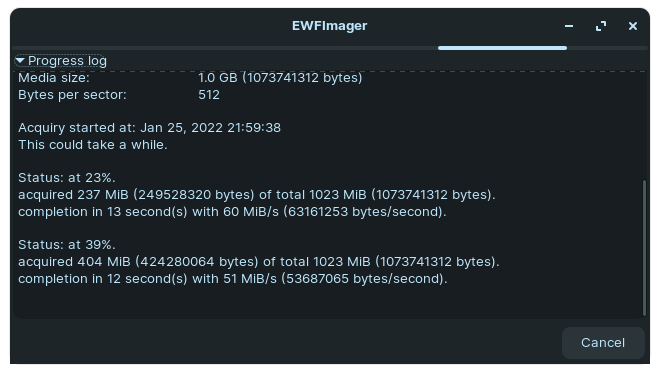 EWFImager
Progress log
Media size: 1.0 GB (1073741312 bytes)
Bytes per sector: 512
Acquiry started at: Jan 25, 2022 21:59:38
This could take a while.
Status: at 23%.
acquired 237 MiB (249528320 bytes) of total 1023 MiB (1073741312 bytes).
completion in 13 second(s) with 60 MiB/s (63161253 bytes/second).
Status: at 39%.
acquired 404 MiB (424280064 bytes) of total 1023 MiB (1073741312 bytes).
completion in 12 second(s) with 51 MiB/s (53687065 bytes/second).
Cancel